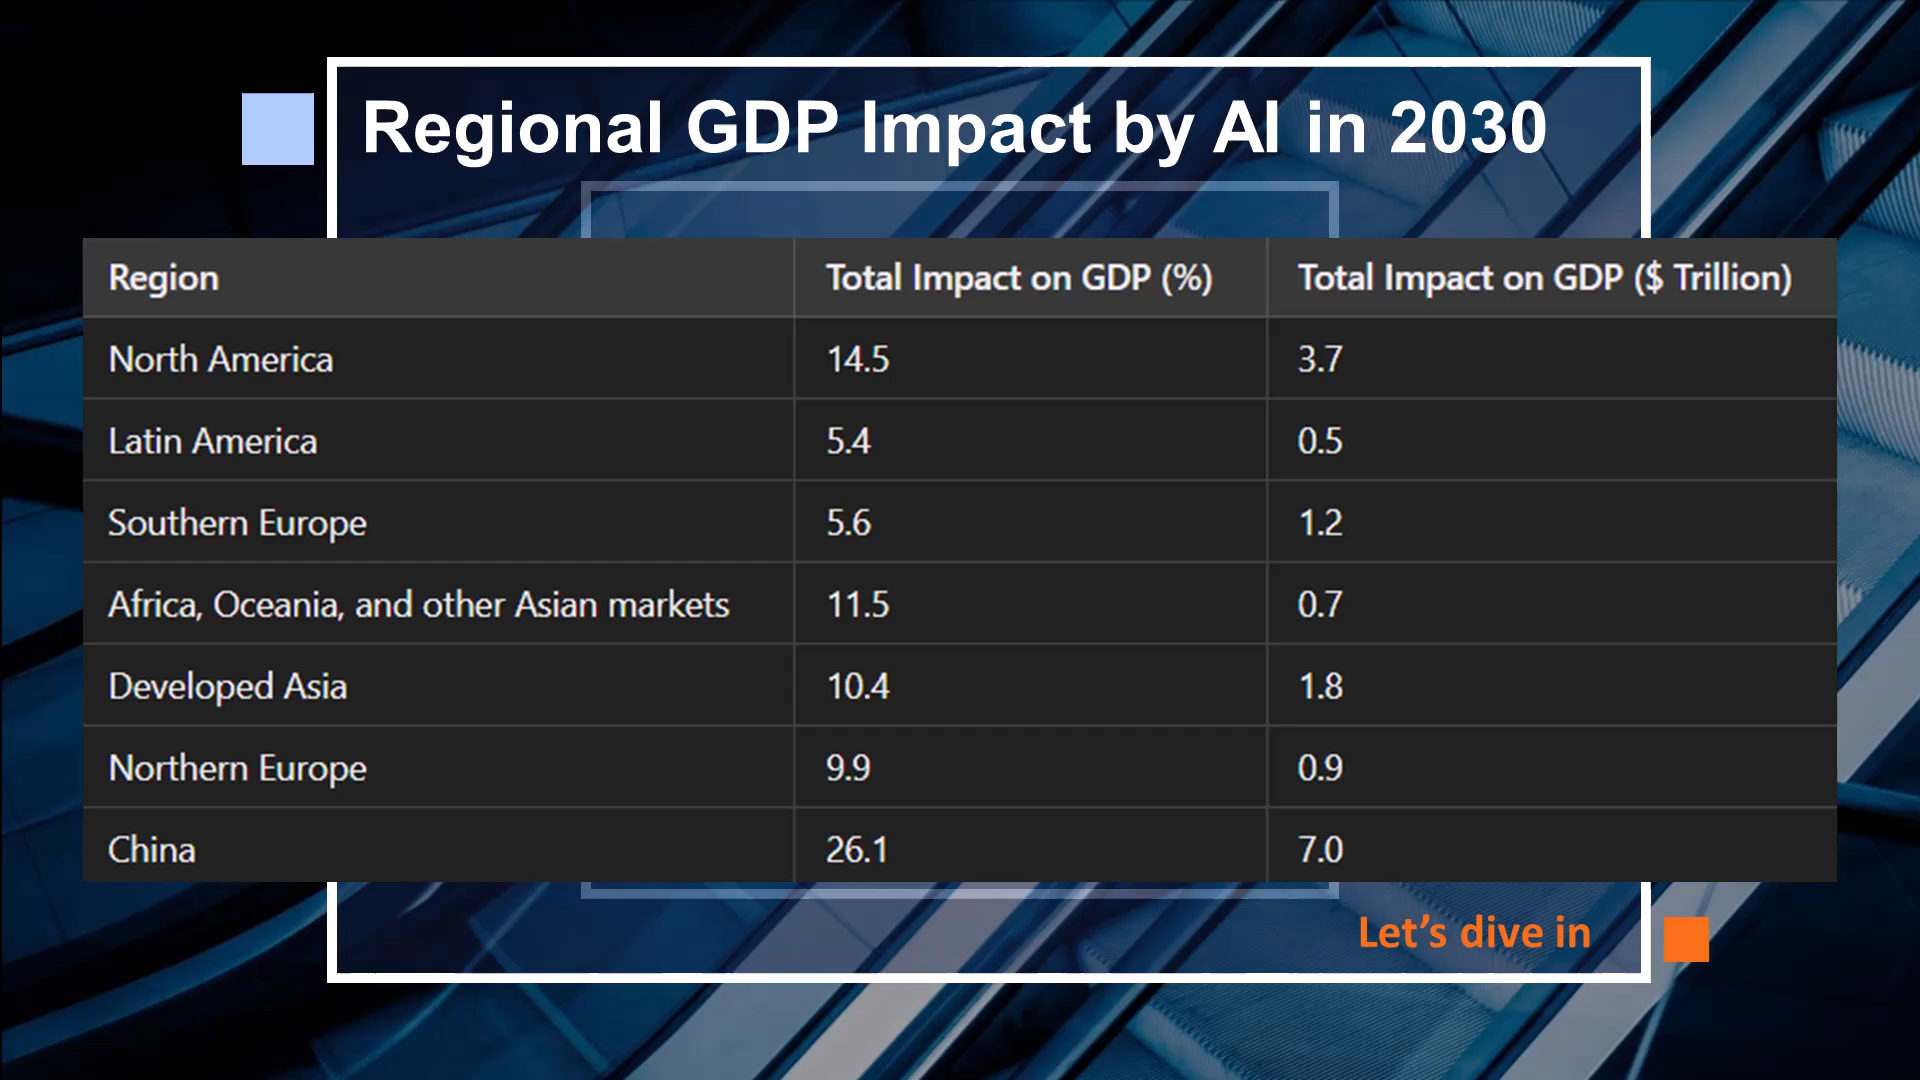 Regional GDP Impact by AI in 2030
Region Total Impact on GDP (%) Total Impact on GDP ($ Trillion)
North America 14.5 3.7
Latin America 5.4 0.5
Southern Europe 5.6 1.2
Africa, Oceania, and other Asian markets 11.5 0.7
Developed Asia 10.4 1.8
Northern Europe 9.9 0.9
China 26.1 7.0
Let’s dive in